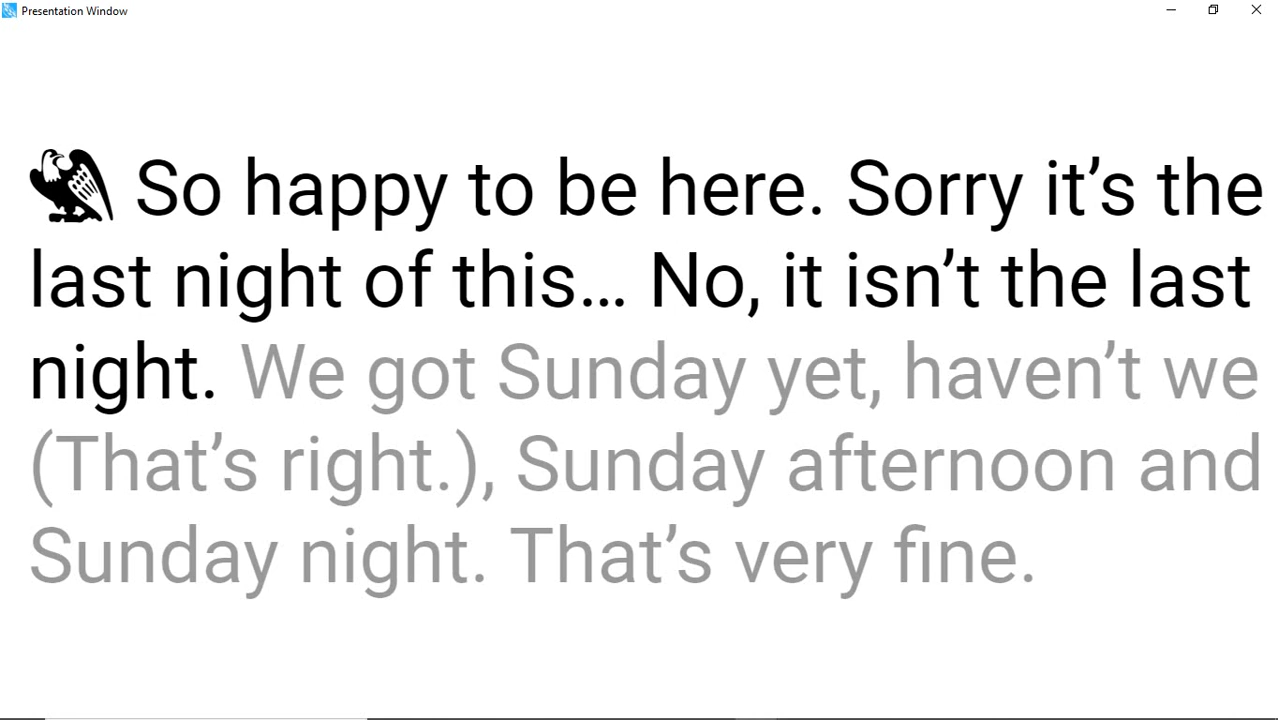 Presentation Window
So happy to be here. Sorry it’s the
last night of this... No, it isn’t the last
night. We got Sunday yet, haven’t we
(That’s right.), Sunday afternoon and
Sunday night. That’s very fine.